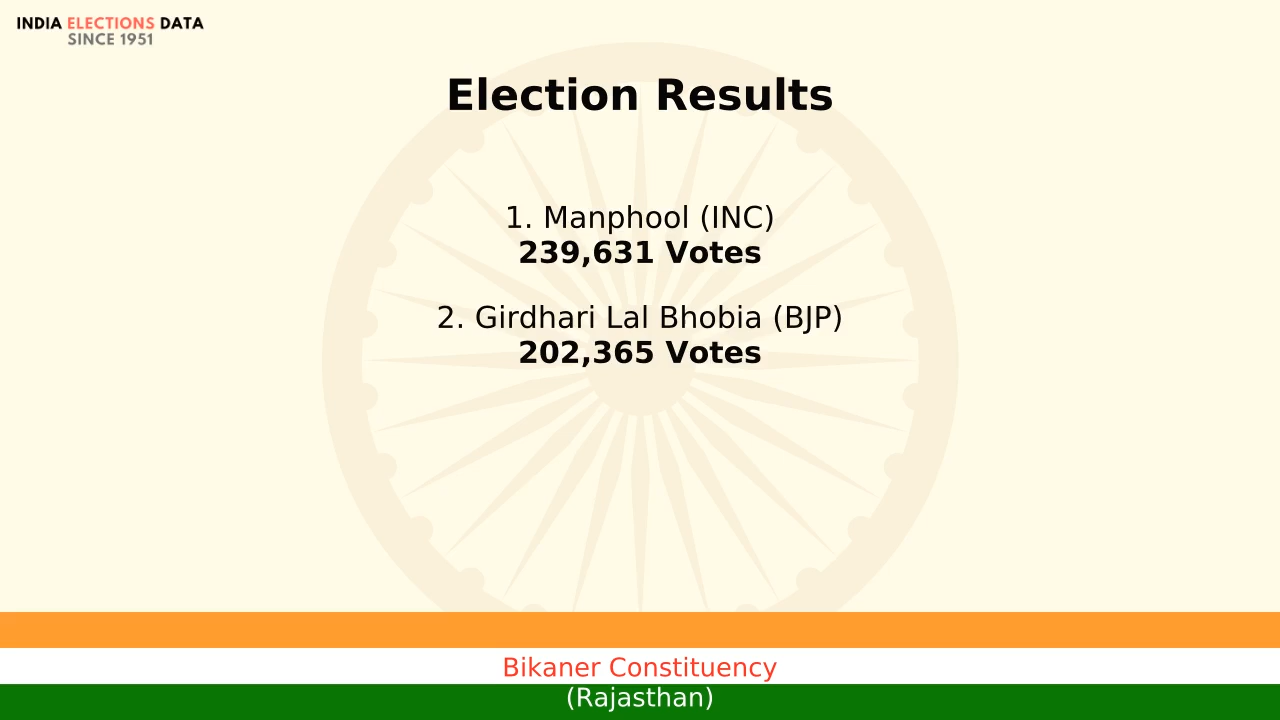 INDIA ELECTIONS DATA
SINCE 1951
Election Results
1. Manphool (INC)
239,631 Votes
2. Girdhari Lal Bhobia (BJP)
202,365 Votes
Bikaner Constituency
(Rajasthan)